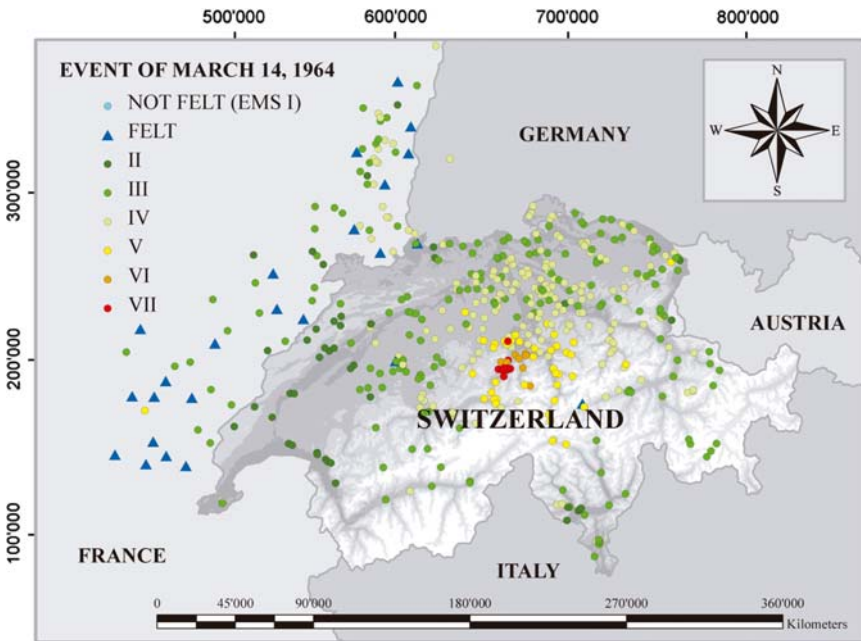 500'000 600'000 700'000 800'000
EVENT OF MARCH 14, 1964
NOT FELT (EMS I)
FELT
II
III
IV
V
VI
VII
N
W E
S
GERMANY
AUSTRIA
SWITZERLAND
FRANCE
ITALY
300'000
200'000
100'000
0 45'000 90'000 180'000 270'000 360'000
Kilometers